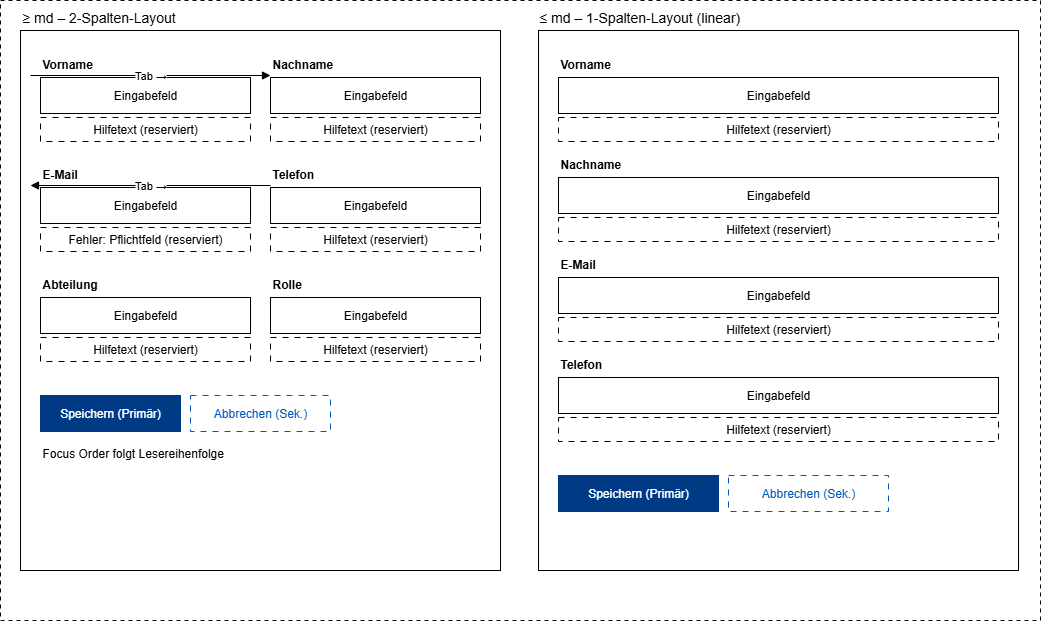 ≥ md – 2-Spalten-Layout
Vorname
Nachname
Tab →
Eingabefeld
Eingabefeld
Hilfetext (reserviert)
Hilfetext (reserviert)
E-Mail
Telefon
Tab →
Eingabefeld
Eingabefeld
Fehler: Pflichtfeld (reserviert)
Hilfetext (reserviert)
Abteilung
Rolle
Eingabefeld
Eingabefeld
Hilfetext (reserviert)
Hilfetext (reserviert)
Speichern (Primär)
Abbrechen (Sek.)
Focus Order folgt Lesereihenfolge
≤ md – 1-Spalten-Layout (linear)
Vorname
Eingabefeld
Hilfetext (reserviert)
Nachname
Eingabefeld
Hilfetext (reserviert)
E-Mail
Eingabefeld
Hilfetext (reserviert)
Telefon
Eingabefeld
Hilfetext (reserviert)
Speichern (Primär)
Abbrechen (Sek.)